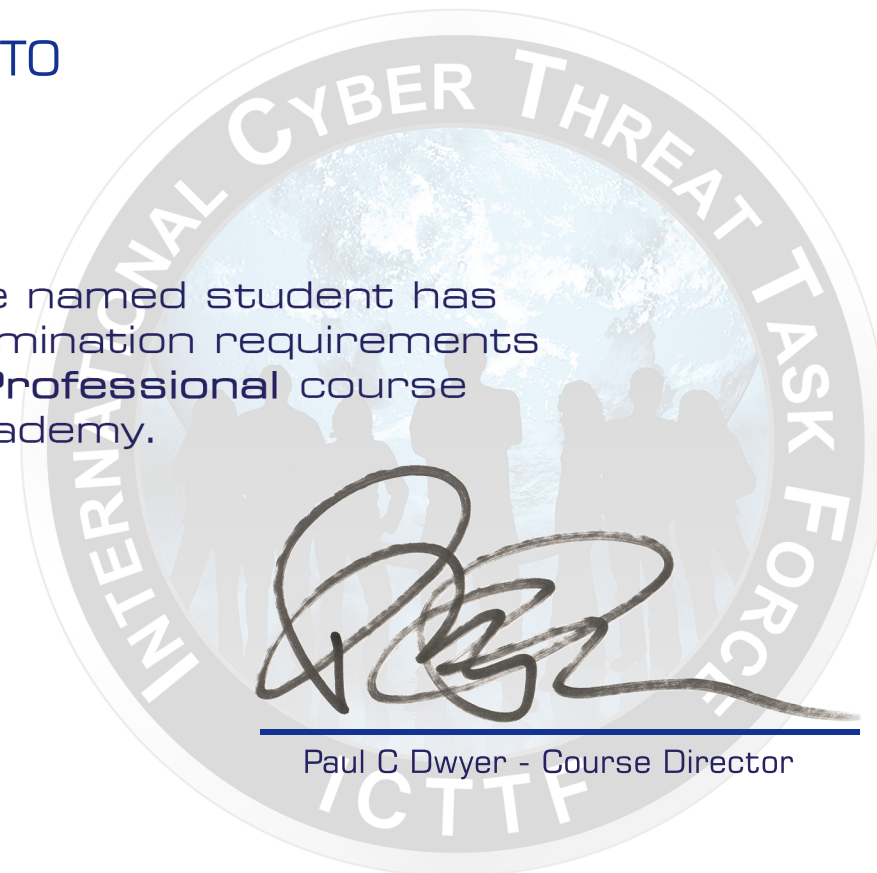 TO
e named student has
mination requirements
Professional course
ademy.
INTERNATIONAL CYBER THREAT TASK FORCE
Paul C Dwyer - Course Director
ICTTF